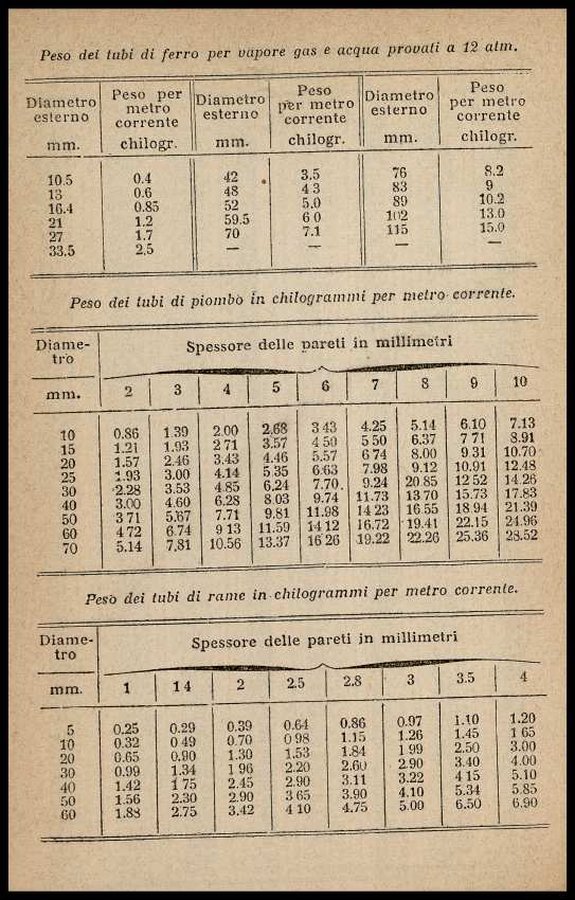 Peso dei tubi di ferro per vapore gas e acqua provati a 12 atm.
Diametro esterno mm. | Peso per metro corrente chilogr. | Diametro esterno mm. | Peso per metro corrente chilogr. | Diametro esterno mm. | Peso per metro corrente chilogr.
10.5 0.4 42 3.5 76 8.2
13 0.6 48 4 3 83 9
16.4 0.85 52 5.0 89 10.2
21 1.2 59.5 6 0 102 13 0
27 1.7 70 7.1 115 15.0
33.5 2.5 — — — —
Peso dei tubi di piombo in chilogrammi per metro corrente.
Diame-
tro
Spessore delle pareti in millimetri
mm. 2 3 4 5 6 7 8 9 10
10 0.86 1.39 2.00 2.68 3 43 4.25 5.14 6.10 7.13
15 1.21 1.93 2 71 3.57 4 50 5 50 6.37 7 71 8.91
20 1.57 2.46 3.43 4.46 5.57 6 74 8.00 9 31 10.70
25 1.93 3.00 4.14 5.35 6.63 7.98 9.12 10.91 12.48
30 2.28 3.53 4.85 6.24 7.70 9.24 20 85 12 52 14 26
40 3.00 4.60 6.28 8 03 9.74 11.73 13 70 15.73 17.83
50 3 71 5.67 7.71 9.81 11.98 14 23 16 55 18 94 21.39
60 4 72 6.74 9 13 11.59 14 12 16.72 19.41 22.15 24.96
70 5.14 7.81 10.56 13.37 16 26 19.22 22.26 25.36 28.52
Peso dei tubi di rame in chilogrammi per metro corrente.
Diame-
tro
Spessore delle pareti in millimetri
mm. 1 1 4 2 2.5 2.8 3 3.5 4
5 0.25 0.29 0.39 0.64 0.86 0.97 1.10 1.20
10 0.32 0 49 0.70 0 98 1.15 1.26 1.45 1 65
20 0.65 0.90 1.30 1.53 1.84 1 99 2.50 3.00
30 0.99 1.34 1 96 2.20 2.60 2.90 3.40 4.00
40 1.42 1 75 2.45 2.90 3.11 3.22 4 15 5.10
50 1.56 2.30 2.90 3 65 3.90 4.10 5.34 5.85
60 1.88 2.75 3.42 4 10 4.75 5.00 6.50 6.90